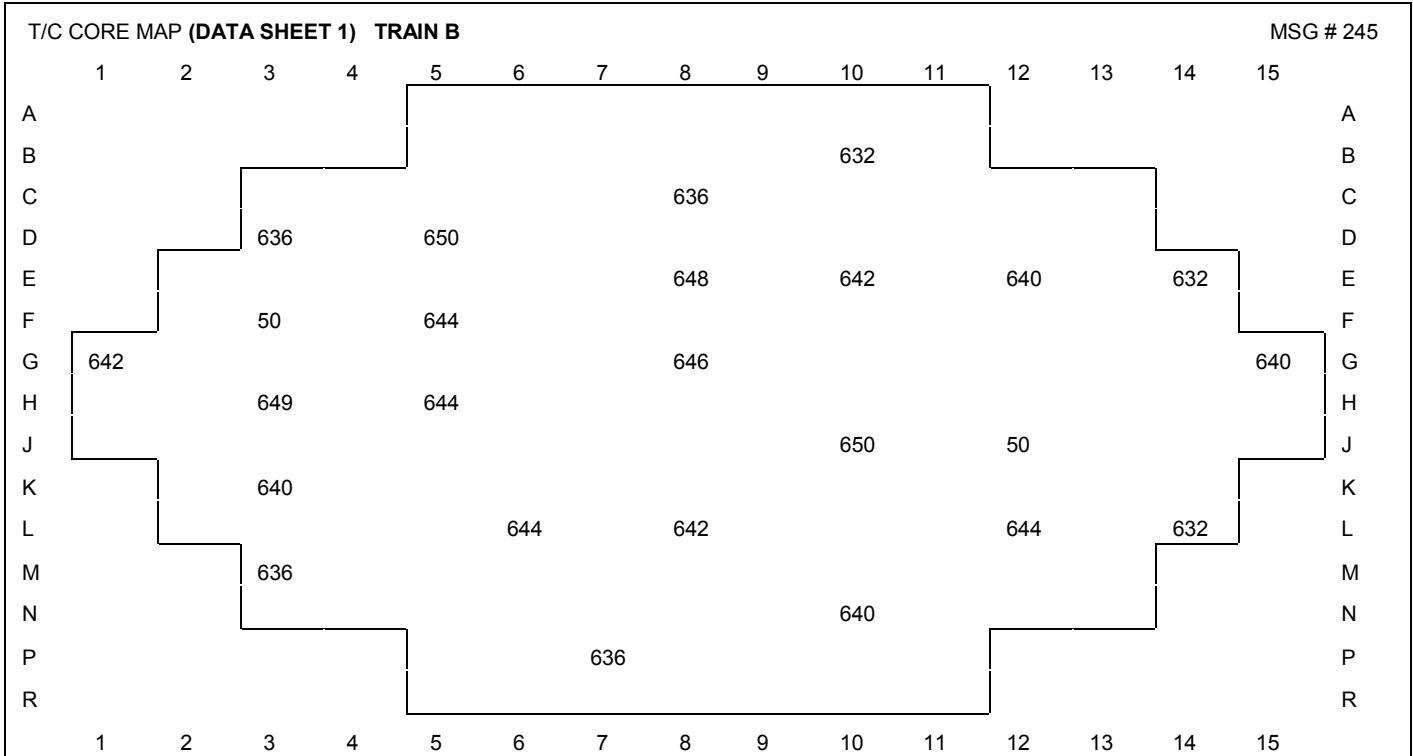 T/C CORE MAP (DATA SHEET 1) TRAIN B MSG # 245
1 2 3 4 5 6 7 8 9 10 11 12 13 14 15
A A
B 632 B
C 636 C
D 636 650 D
E 648 642 640 632 E
F 50 644 F
G 642 646 640 G
H 649 644 H
J 650 50 J
K 640 K
L 644 642 644 632 L
M 636 M
N 640 N
P 636 P
R R
1 2 3 4 5 6 7 8 9 10 11 12 13 14 15